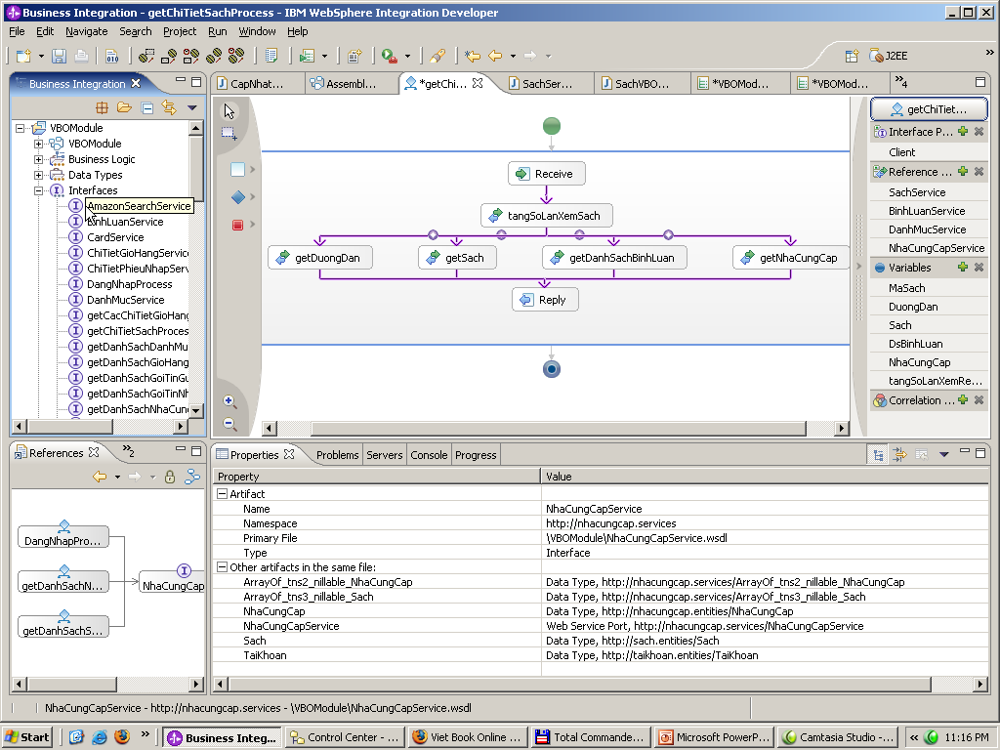 Business Integration - getChiTietSachProcess - IBM WebSphere Integration Developer
File Edit Navigate Search Project Run Window Help
J2EE
Business Integration
CapNhat...
Assembl...
*getChi...
SachSer...
SachVBO...
*VBOMod...
*VBOMod...
»4
VBOModule
VBOModule
Business Logic
Data Types
Interfaces
AmazonSearchService
BinhLuanService
CardService
ChiTietGioHangService
ChiTietPhieuNhapServ
DangNhapProcess
DanhMucService
getCacChiTietGioHang
getChiTietSachProces
getDanhSachDanhMu
getDanhSachGioHang
getDanhSachGoiTinGu
getDanhSachGoiTinNh
getDanhSachNhaCun
Receive
tangSoLanXemSach
getDuongDan
getSach
getDanhSachBinhLuan
getNhaCungCap
Reply
getChiTiet...
Interface P...
Client
Reference ...
SachService
BinhLuanService
DanhMucService
NhaCungCapService
Variables
MaSach
DuongDan
Sach
DsBinhLuan
NhaCungCap
tangSoLanXemRe...
Correlation ...
References
»2
DangNhapPro...
getDanhSachN...
getDanhSachS...
NhaCungCap
Properties
Problems
Servers
Console
Progress
Property Value
Artifact
Name NhaCungCapService
Namespace http://nhacungcap.services
Primary File \VBOModule\NhaCungCapService.wsdl
Type Interface
Other artifacts in the same file:
ArrayOf_tns2_nillable_NhaCungCap Data Type, http://nhacungcap.services/ArrayOf_tns2_nillable_NhaCungCap
ArrayOf_tns3_nillable_Sach Data Type, http://nhacungcap.services/ArrayOf_tns3_nillable_Sach
NhaCungCap Data Type, http://nhacungcap.entities/NhaCungCap
NhaCungCapService Web Service Port, http://nhacungcap.services/NhaCungCapService
Sach Data Type, http://sach.entities/Sach
TaiKhoan Data Type, http://taikhoan.entities/TaiKhoan
NhaCungCapService - http://nhacungcap.services - \VBOModule\NhaCungCapService.wsdl
Start
Business Integ...
Control Center - ...
Viet Book Online ...
Total Commande...
Microsoft PowerP...
Camtasia Studio - ...
11:16 PM